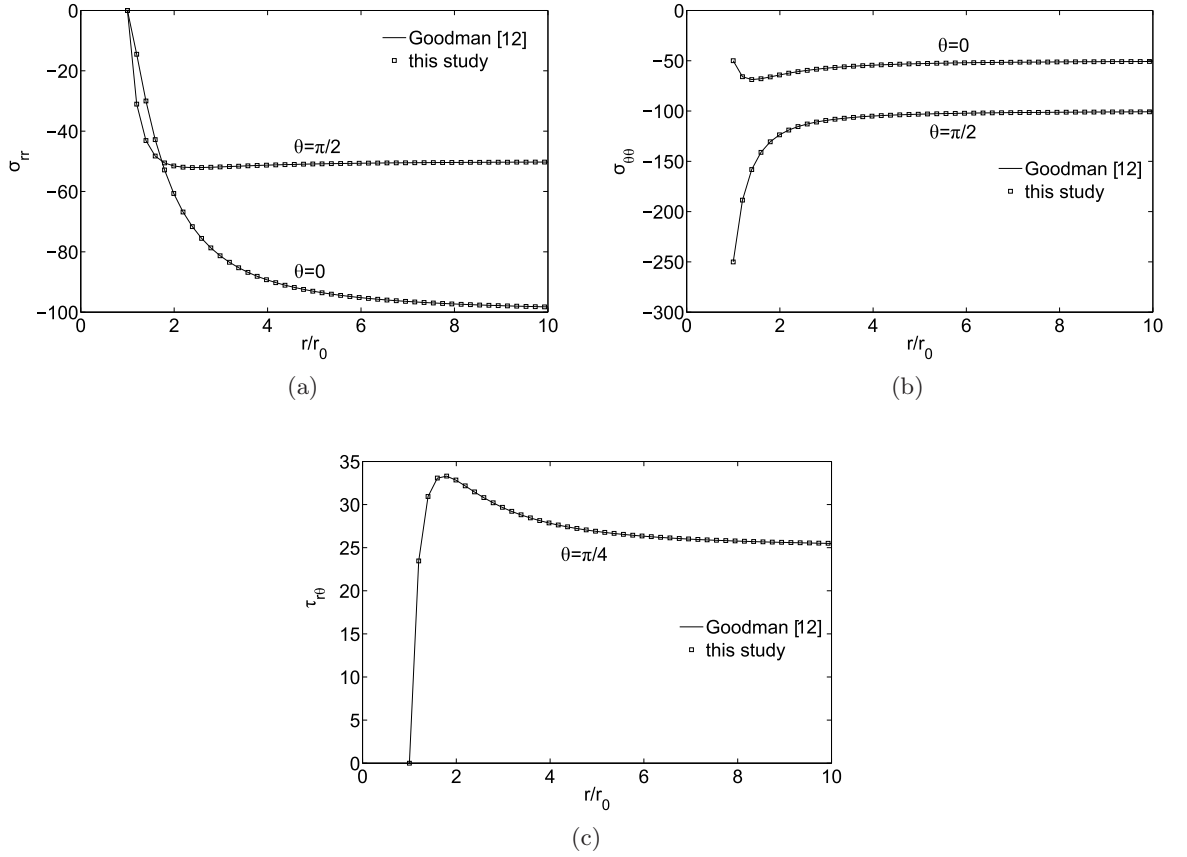 0
−20
−40
−60
−80
−100
σrr
Goodman [12]
this study
θ=π/2
θ=0
0 2 4 6 8 10
r/r0
(a)
0
−50
−100
−150
−200
−250
−300
σθθ
θ=0
θ=π/2
Goodman [12]
this study
0 2 4 6 8 10
r/r0
(b)
35
30
25
20
15
10
5
0
τrθ
θ=π/4
Goodman [12]
this study
0 2 4 6 8 10
r/r0
(c)